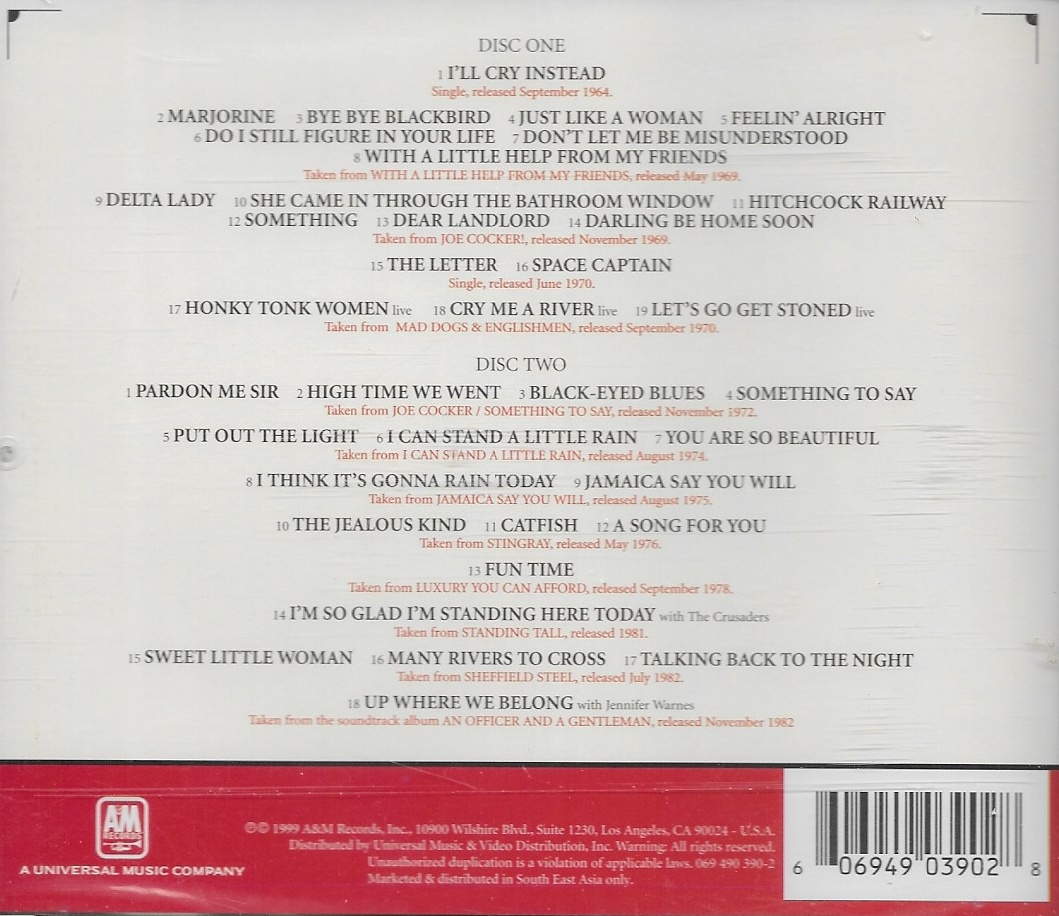 DISC ONE
1 I'LL CRY INSTEAD
Single, released September 1964.
2 MARJORINE 3 BYE BYE BLACKBIRD 4 JUST LIKE A WOMAN 5 FEELIN' ALRIGHT
6 DO I STILL FIGURE IN YOUR LIFE 7 DON'T LET ME BE MISUNDERSTOOD
8 WITH A LITTLE HELP FROM MY FRIENDS
Taken from WITH A LITTLE HELP FROM MY FRIENDS, released May 1969.
9 DELTA LADY 10 SHE CAME IN THROUGH THE BATHROOM WINDOW 11 HITCHCOCK RAILWAY
12 SOMETHING 13 DEAR LANDLORD 14 DARLING BE HOME SOON
Taken from JOE COCKER!, released November 1969.
15 THE LETTER 16 SPACE CAPTAIN
Single, released June 1970.
17 HONKY TONK WOMEN live 18 CRY ME A RIVER live 19 LET'S GO GET STONED live
Taken from MAD DOGS & ENGLISHMEN, released September 1970.
DISC TWO
1 PARDON ME SIR 2 HIGH TIME WE WENT 3 BLACK-EYED BLUES 4 SOMETHING TO SAY
Taken from JOE COCKER / SOMETHING TO SAY, released November 1972.
5 PUT OUT THE LIGHT 6 I CAN STAND A LITTLE RAIN 7 YOU ARE SO BEAUTIFUL
Taken from I CAN STAND A LITTLE RAIN, released August 1974.
8 I THINK IT'S GONNA RAIN TODAY 9 JAMAICA SAY YOU WILL
Taken from JAMAICA SAY YOU WILL, released August 1975.
10 THE JEALOUS KIND 11 CATFISH 12 A SONG FOR YOU
Taken from STINGRAY, released May 1976.
13 FUN TIME
Taken from LUXURY YOU CAN AFFORD, released September 1978.
14 I'M SO GLAD I'M STANDING HERE TODAY with The Crusaders
Taken from STANDING TALL, released 1981.
15 SWEET LITTLE WOMAN 16 MANY RIVERS TO CROSS 17 TALKING BACK TO THE NIGHT
Taken from SHEFFIELD STEEL, released July 1982.
18 UP WHERE WE BELONG with Jennifer Warnes
Taken from the soundtrack album AN OFFICER AND A GENTLEMAN, released November 1982
A&M
RECORDS
A UNIVERSAL MUSIC COMPANY
℗© 1999 A&M Records, Inc., 10900 Wilshire Blvd., Suite 1230, Los Angeles, CA 90024 - U.S.A.
Distributed by Universal Music & Video Distribution, Inc. Warning: All rights reserved.
Unauthorized duplication is a violation of applicable laws. 069 490 390-2
Marketed & distributed in South East Asia only.
6 06949 03902 8